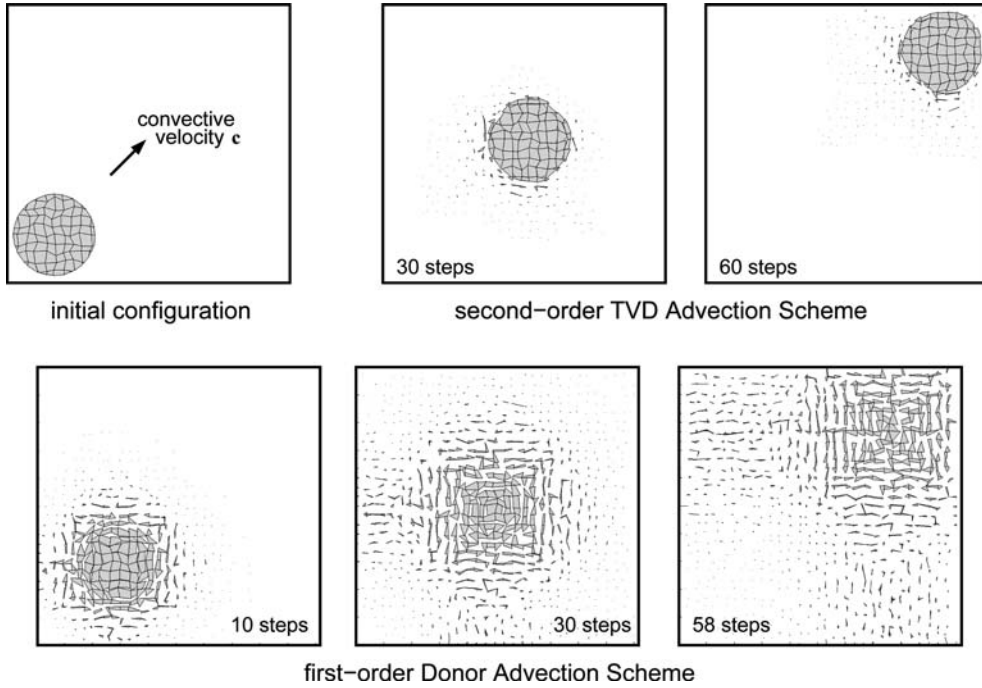 convective
velocity c
30 steps
60 steps
initial configuration
second−order TVD Advection Scheme
10 steps
30 steps
58 steps
first−order Donor Advection Scheme